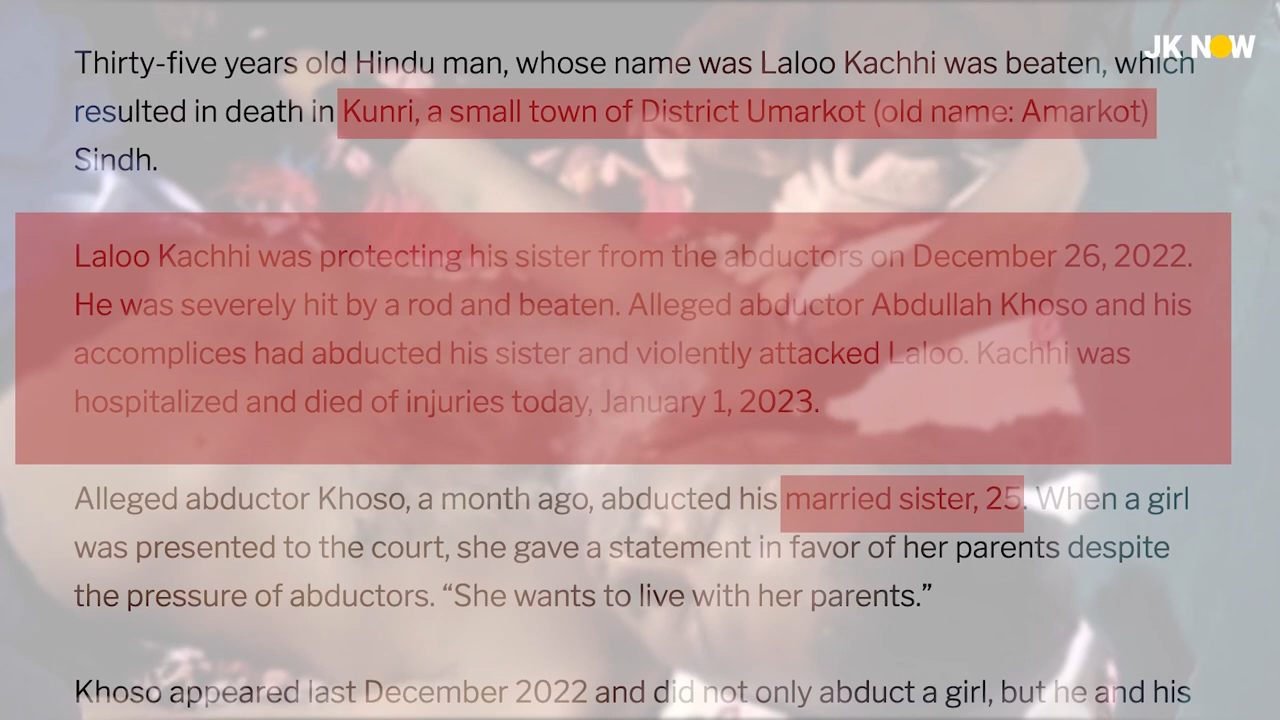 JK NOW
Thirty-five years old Hindu man, whose name was Laloo Kachhi was beaten, which
resulted in death in Kunri, a small town of District Umarkot (old name: Amarkot)
Sindh.
Laloo Kachhi was protecting his sister from the abductors on December 26, 2022.
He was severely hit by a rod and beaten. Alleged abductor Abdullah Khoso and his
accomplices had abducted his sister and violently attacked Laloo. Kachhi was
hospitalized and died of injuries today, January 1, 2023.
Alleged abductor Khoso, a month ago, abducted his married sister, 25. When a girl
was presented to the court, she gave a statement in favor of her parents despite
the pressure of abductors. “She wants to live with her parents.”
Khoso appeared last December 2022 and did not only abduct a girl, but he and his